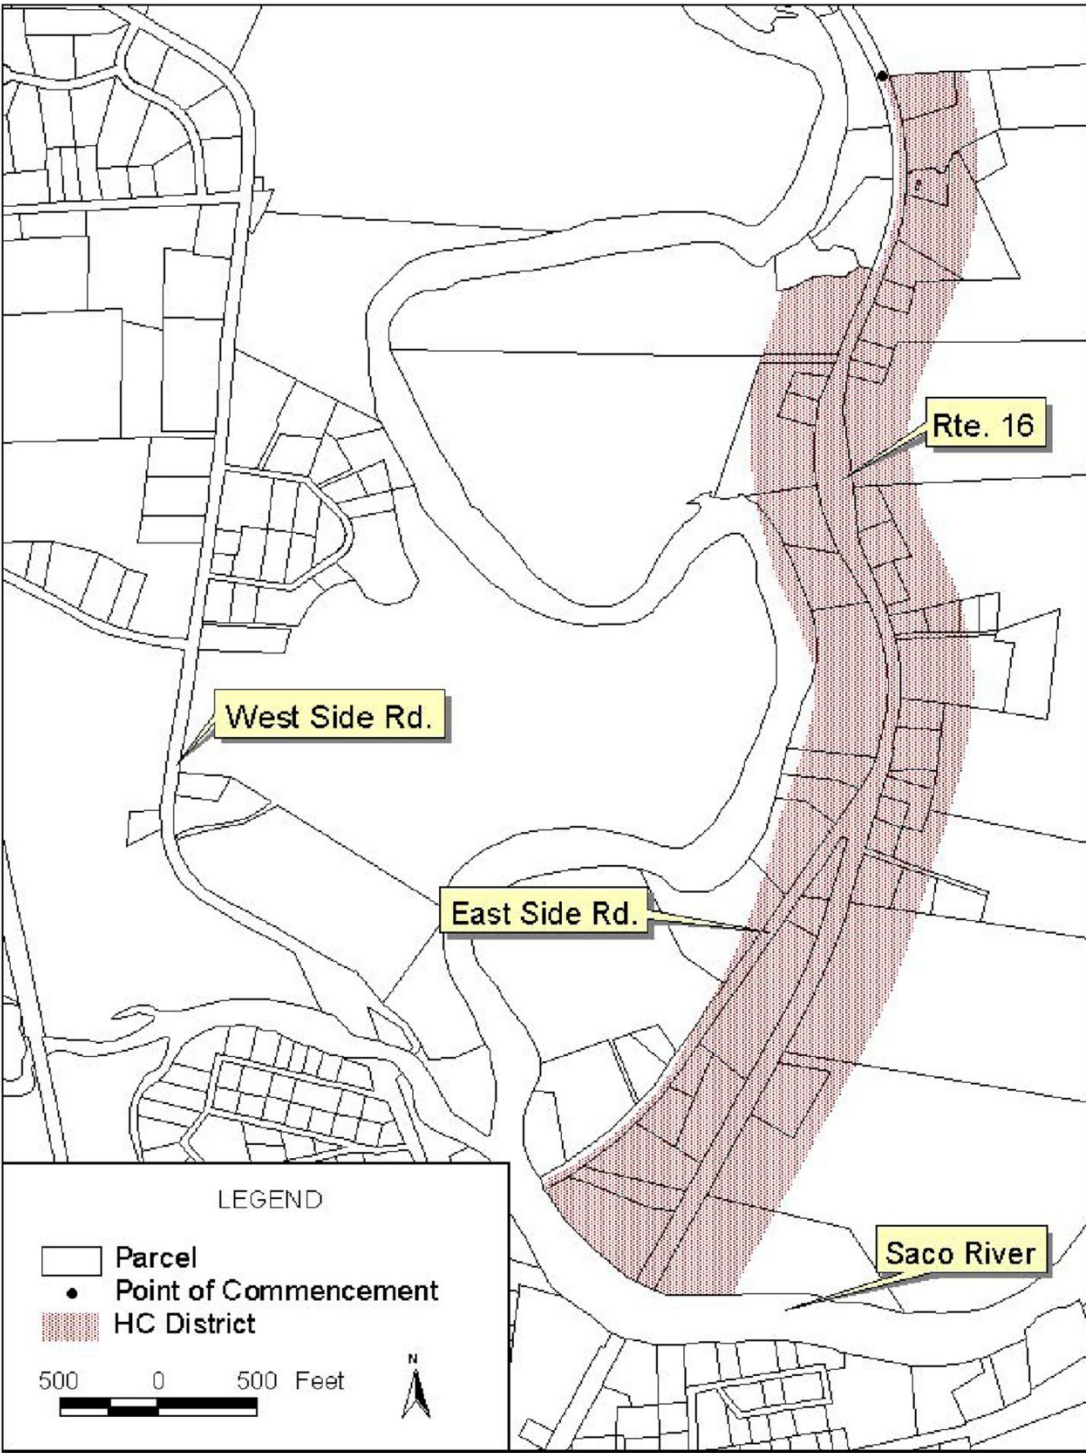 Rte. 16
West Side Rd.
East Side Rd.
Saco River
LEGEND
Parcel
Point of Commencement
HC District
N
500 0 500 Feet